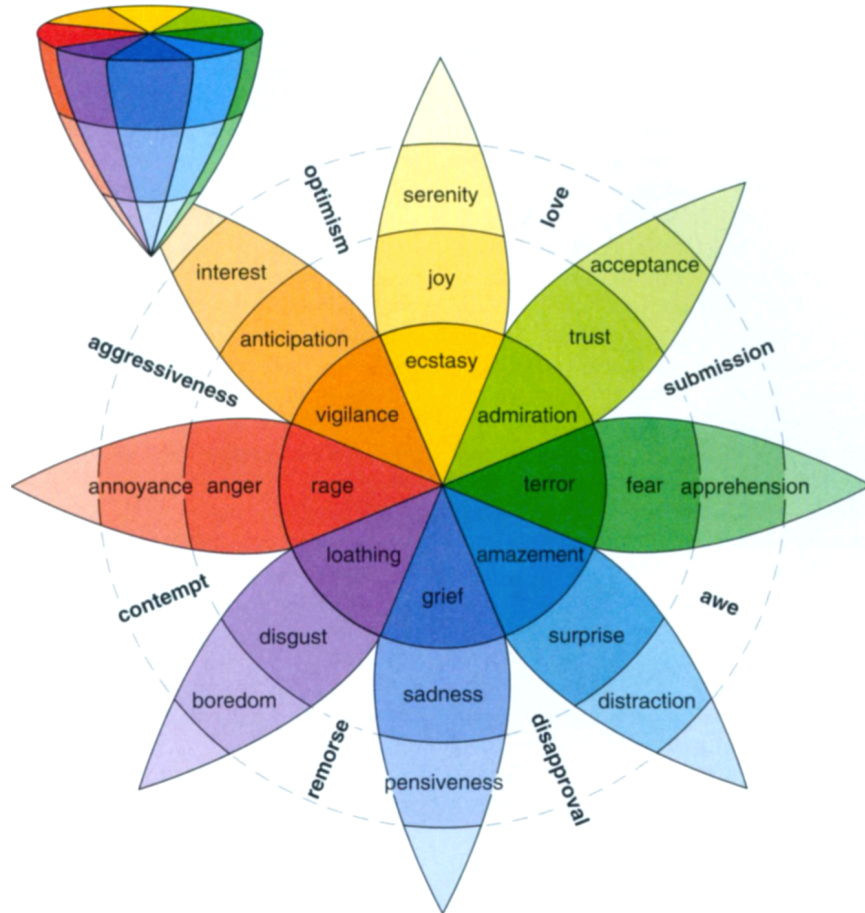 optimism
love
serenity
interest
acceptance
joy
anticipation
trust
aggressiveness
submission
ecstasy
vigilance
admiration
annoyance
anger
rage
terror
fear
apprehension
loathing
amazement
contempt
grief
awe
disgust
surprise
boredom
sadness
distraction
remorse
disapproval
pensiveness